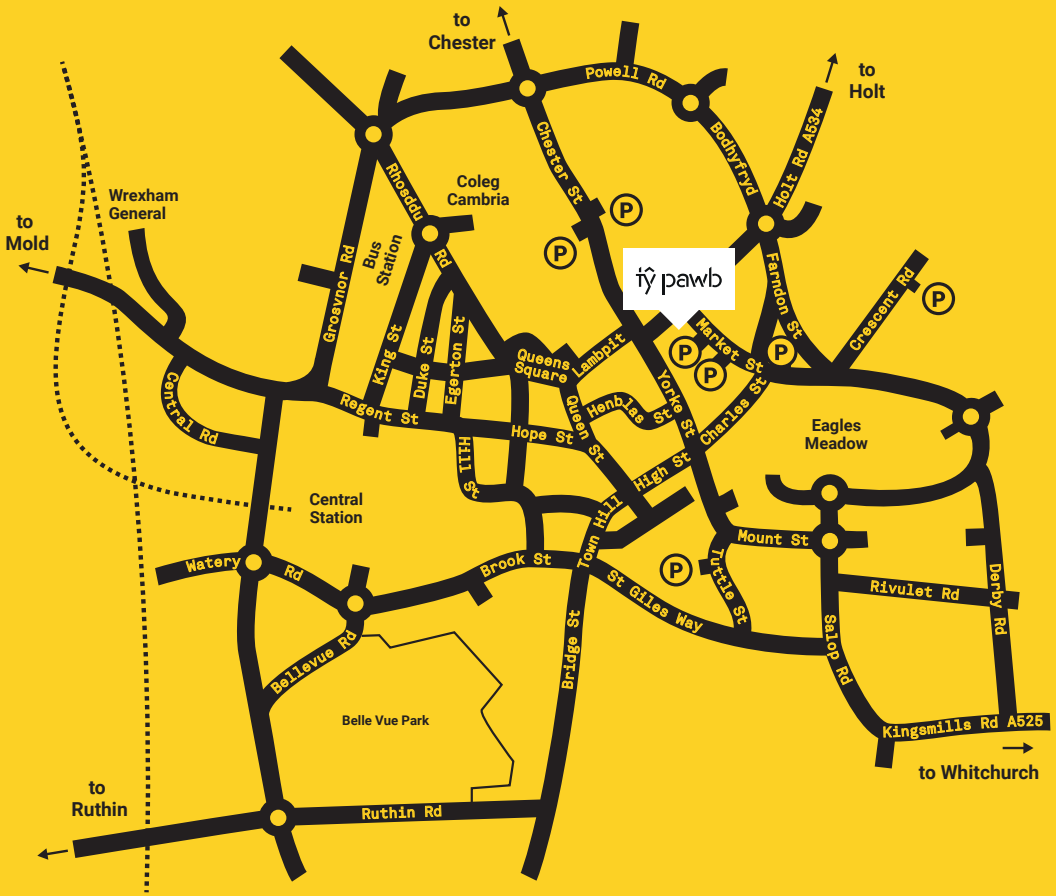 to
Chester
Powell Rd
to
Holt
Holt Rd A534
Bodhyfryd
Chester St
Rhosddu
Rd
Coleg
Cambria
Wrexham
General
to
Mold
Bus
Station
P
P
Grosvnor Rd
tŷ pawb
Farndon St
Crescent Rd
P
King St
Duke St
Egerton St
Queens
Square
Lambpit
Market St
P
P
P
Central Rd
Regent St
Hope St
Queen St
Henblas St
Yorke St
Charles St
Eagles
Meadow
Hill St
High St
Town Hill
Central
Station
Mount St
Watery
Rd
Brook St
P
Tuttle St
St Giles Way
Rivulet Rd
Derby Rd
Salop Rd
Bellevue Rd
Bridge St
Belle Vue Park
Kingsmills Rd A525
to Whitchurch
to
Ruthin
Ruthin Rd